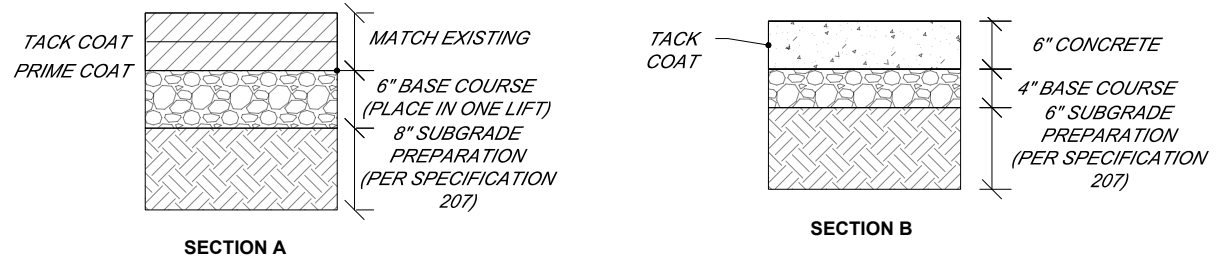 TACK COAT
PRIME COAT
MATCH EXISTING
6" BASE COURSE
(PLACE IN ONE LIFT)
8" SUBGRADE
PREPARATION
(PER SPECIFICATION
207)
SECTION A
TACK
COAT
6" CONCRETE
4" BASE COURSE
6" SUBGRADE
PREPARATION
(PER SPECIFICATION
207)
SECTION B